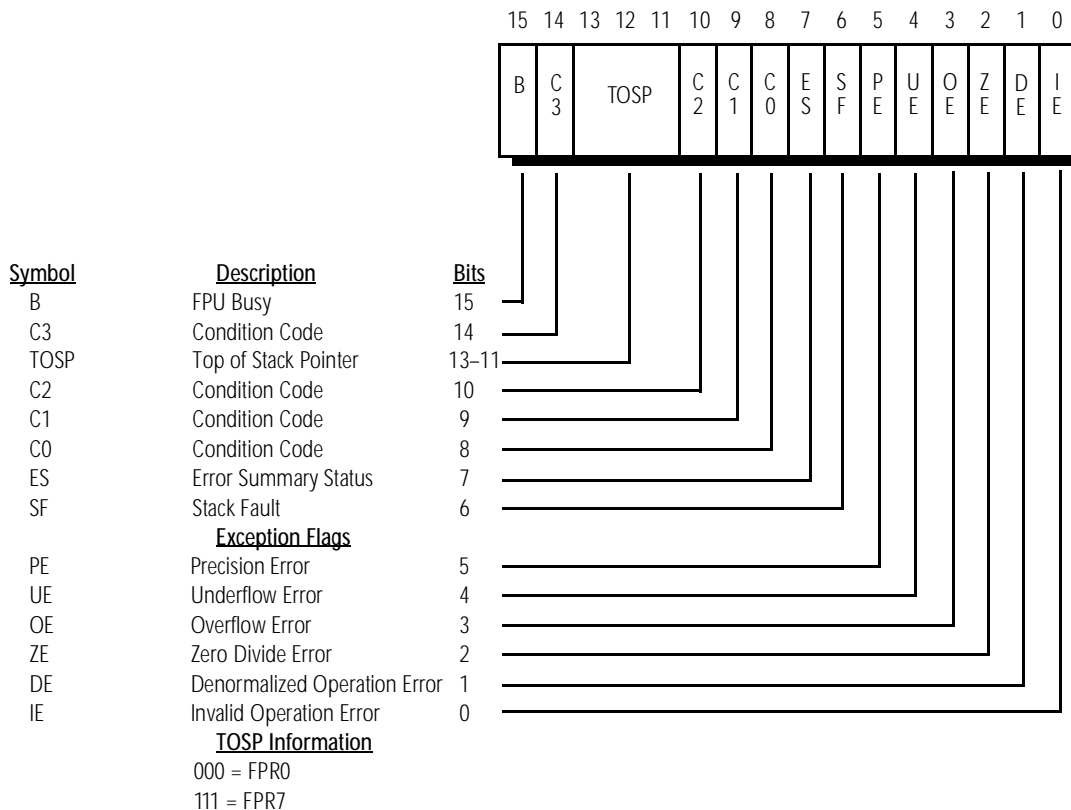 15 14 13 12 11 10 9 8 7 6 5 4 3 2 1 0
B C3 TOSP C2 C1 C0 ES SF PE UE OE ZE DE IE
Symbol Description Bits
B FPU Busy 15
C3 Condition Code 14
TOSP Top of Stack Pointer 13–11
C2 Condition Code 10
C1 Condition Code 9
C0 Condition Code 8
ES Error Summary Status 7
SF Stack Fault 6
Exception Flags
PE Precision Error 5
UE Underflow Error 4
OE Overflow Error 3
ZE Zero Divide Error 2
DE Denormalized Operation Error 1
IE Invalid Operation Error 0
TOSP Information
000 = FPR0
111 = FPR7